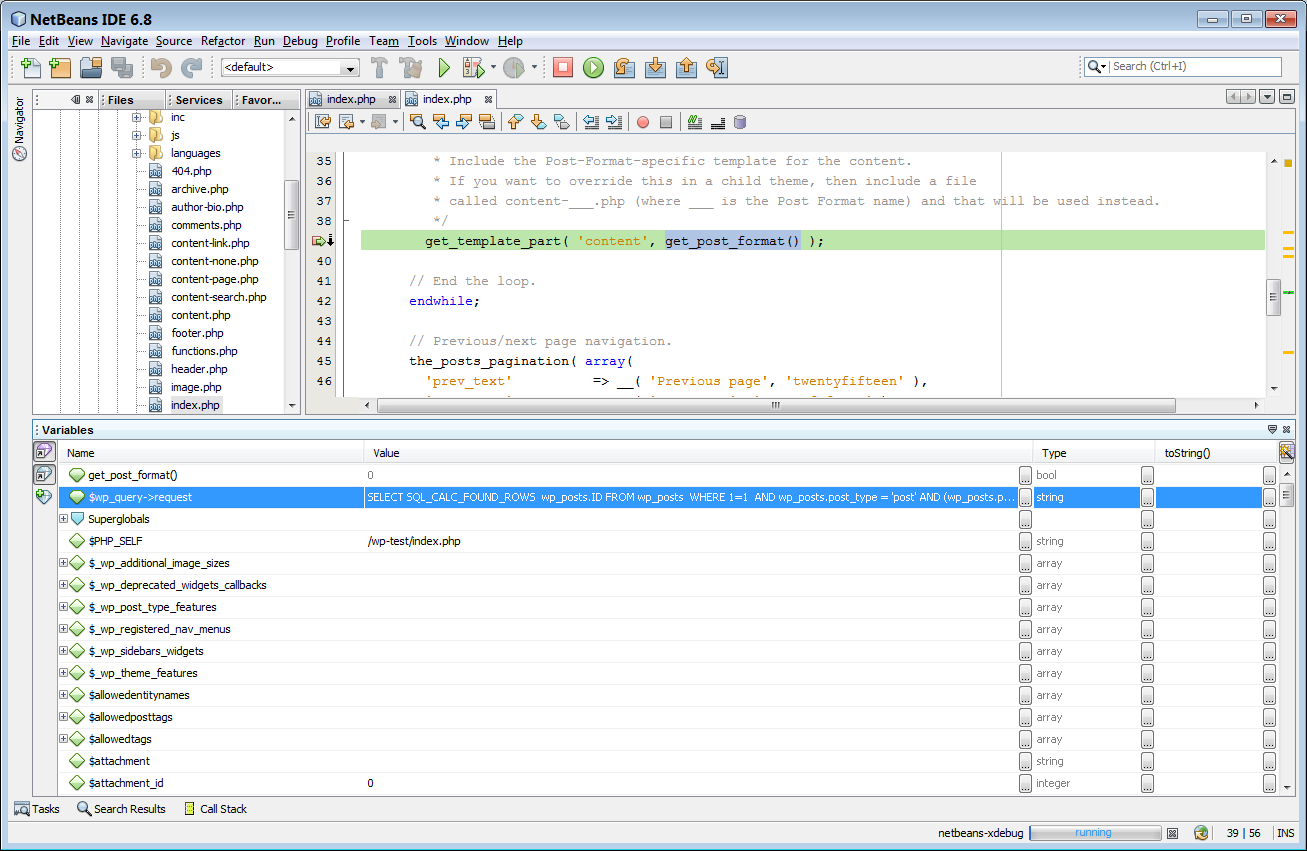 NetBeans IDE 6.8
File Edit View Navigate Source Refactor Run Debug Profile Team Tools Window Help
<default>
Search (Ctrl+I)
Navigator
Files
Services
Favor...
index.php
index.php
inc
js
languages
404.php
archive.php
author-bio.php
comments.php
content-link.php
content-none.php
content-page.php
content-search.php
content.php
footer.php
functions.php
header.php
image.php
index.php
35 * Include the Post-Format-specific template for the content.
36 * If you want to override this in a child theme, then include a file
37 * called content-___.php (where ___ is the Post Format name) and that will be used instead.
38 */
get_template_part( 'content', get_post_format() );
40
41 // End the loop.
42 endwhile;
43
44 // Previous/next page navigation.
45 the_posts_pagination( array(
46 'prev_text' => __( 'Previous page', 'twentyfifteen' ),
Variables
Name Value Type toString()
get_post_format() 0 bool
$wp_query->request SELECT SQL_CALC_FOUND_ROWS wp_posts.ID FROM wp_posts WHERE 1=1 AND wp_posts.post_type = 'post' AND (wp_posts.p... string
Superglobals
$PHP_SELF /wp-test/index.php string
$_wp_additional_image_sizes array
$_wp_deprecated_widgets_callbacks array
$_wp_post_type_features array
$_wp_registered_nav_menus array
$_wp_sidebars_widgets array
$_wp_theme_features array
$allowedentitynames array
$allowedposttags array
$allowedtags array
$attachment string
$attachment_id 0 integer
Tasks Search Results Call Stack
netbeans-xdebug running 39 | 56 INS